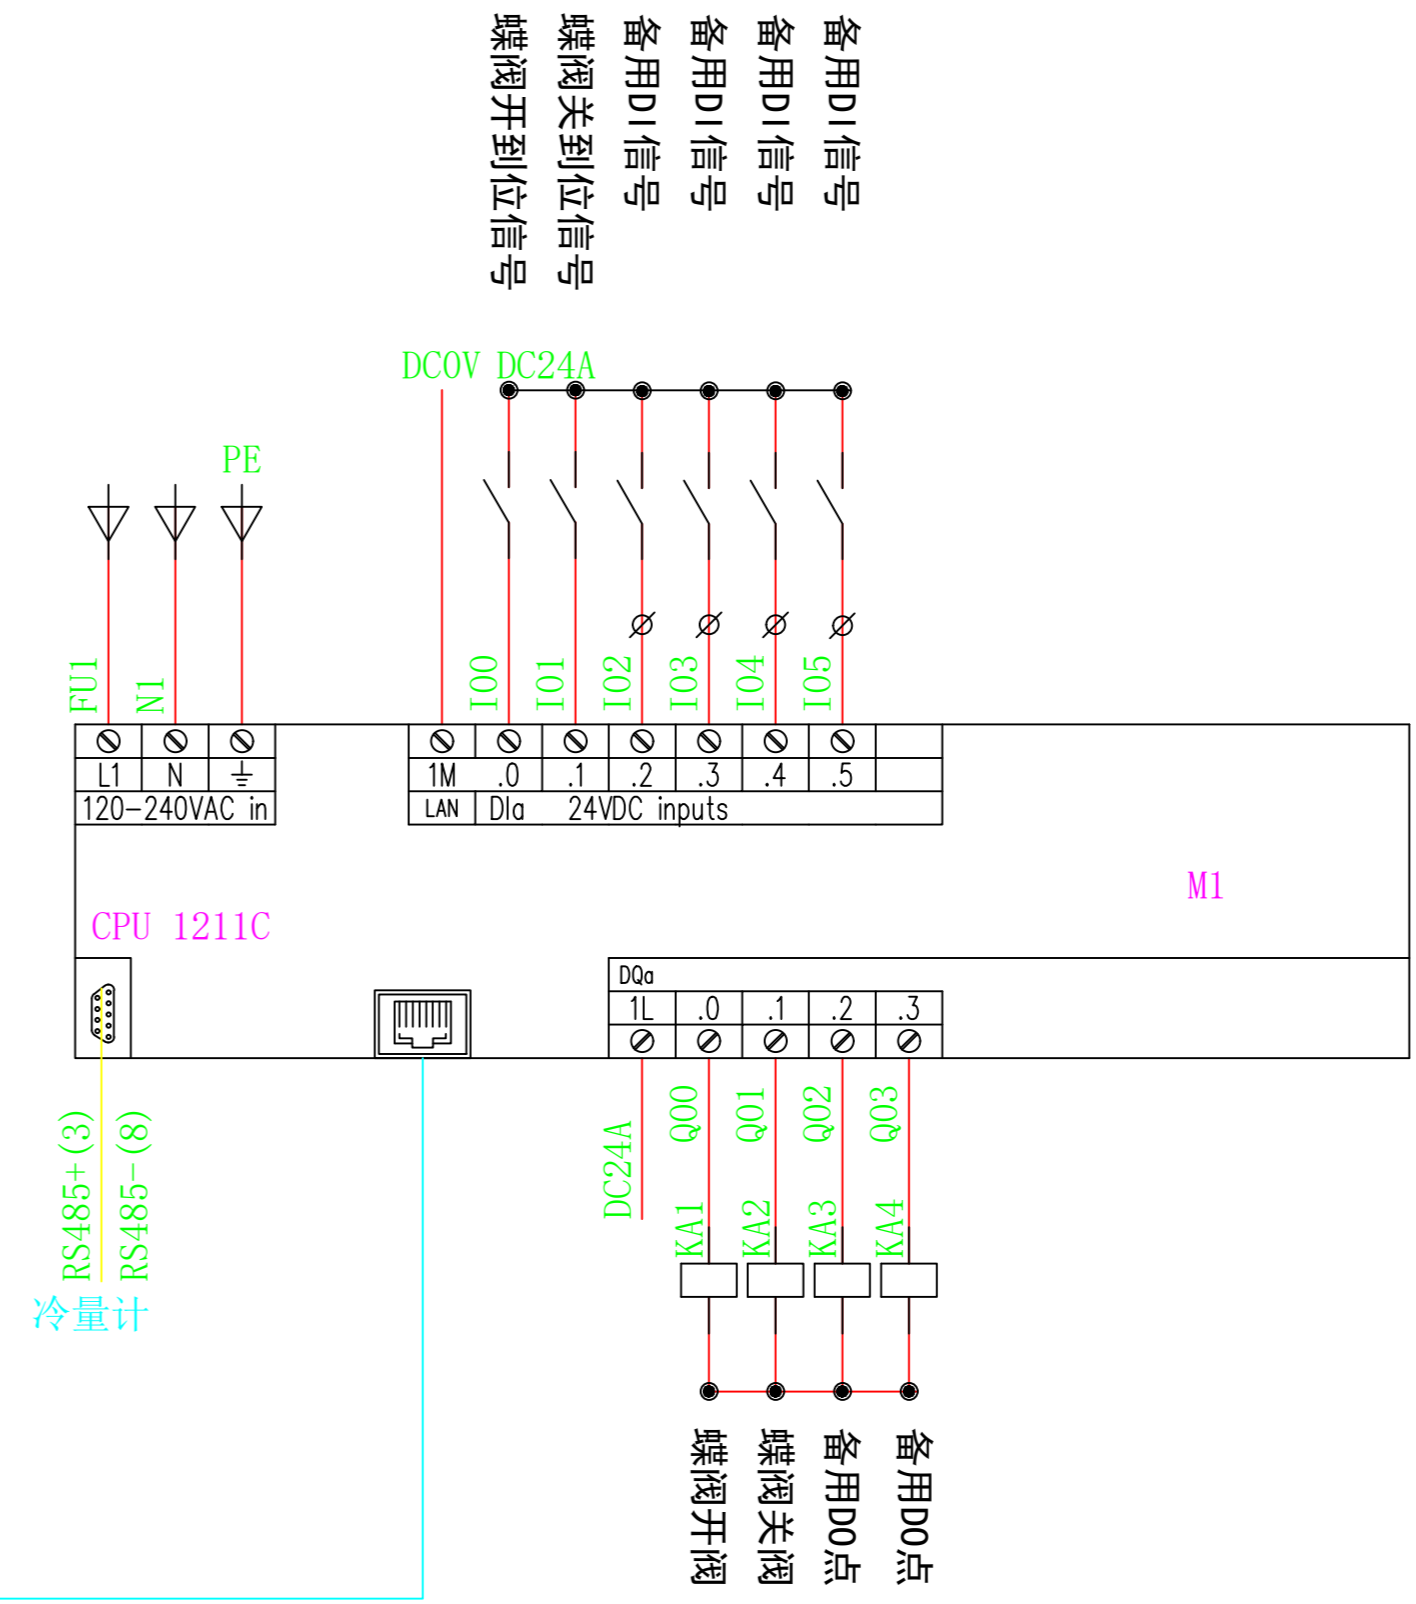 蝶阀开到位信号
蝶阀关到位信号
备用DI信号
备用DI信号
备用DI信号
备用DI信号
DC0V DC24A
PE
FU1
N1
I00
I01
I02
I03
I04
I05
L1 N
120-240VAC in
1M .0 .1 .2 .3 .4 .5
LAN DIa 24VDC inputs
M1
CPU 1211C
DQa
1L .0 .1 .2 .3
RS485+(3)
RS485-(8)
冷量计
DC24A
Q00
Q01
Q02
Q03
KA1
KA2
KA3
KA4
蝶阀开阀
蝶阀关阀
备用DO点
备用DO点